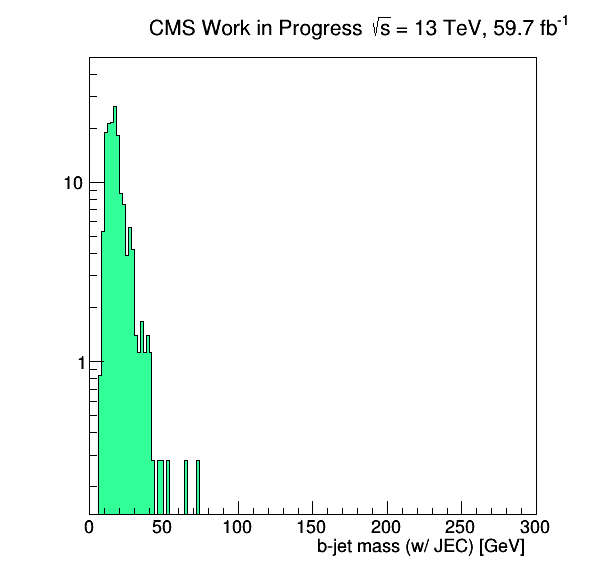 CMS Work in Progress √s = 13 TeV, 59.7 fb⁻¹
10
1
0 50 100 150 200 250 300
b-jet mass (w/ JEC) [GeV]